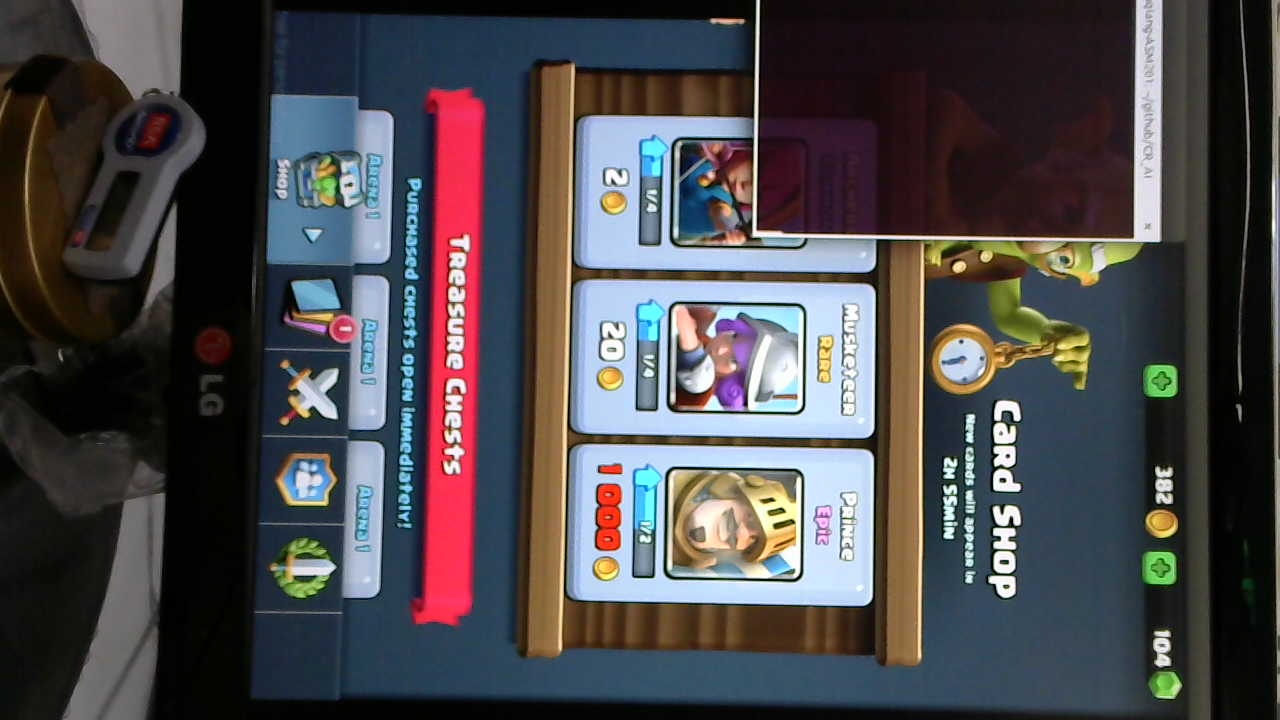 382
104
Card Shop
New cards will appear in
2h 55min
Musketeer
Rare
Prince
Epic
1/4
1/4
1/2
2
20
1000
Treasure Chests
Purchased chests open immediately!
Arena 1
Arena 1
Arena 1
Shop
!
LG
RSA
x